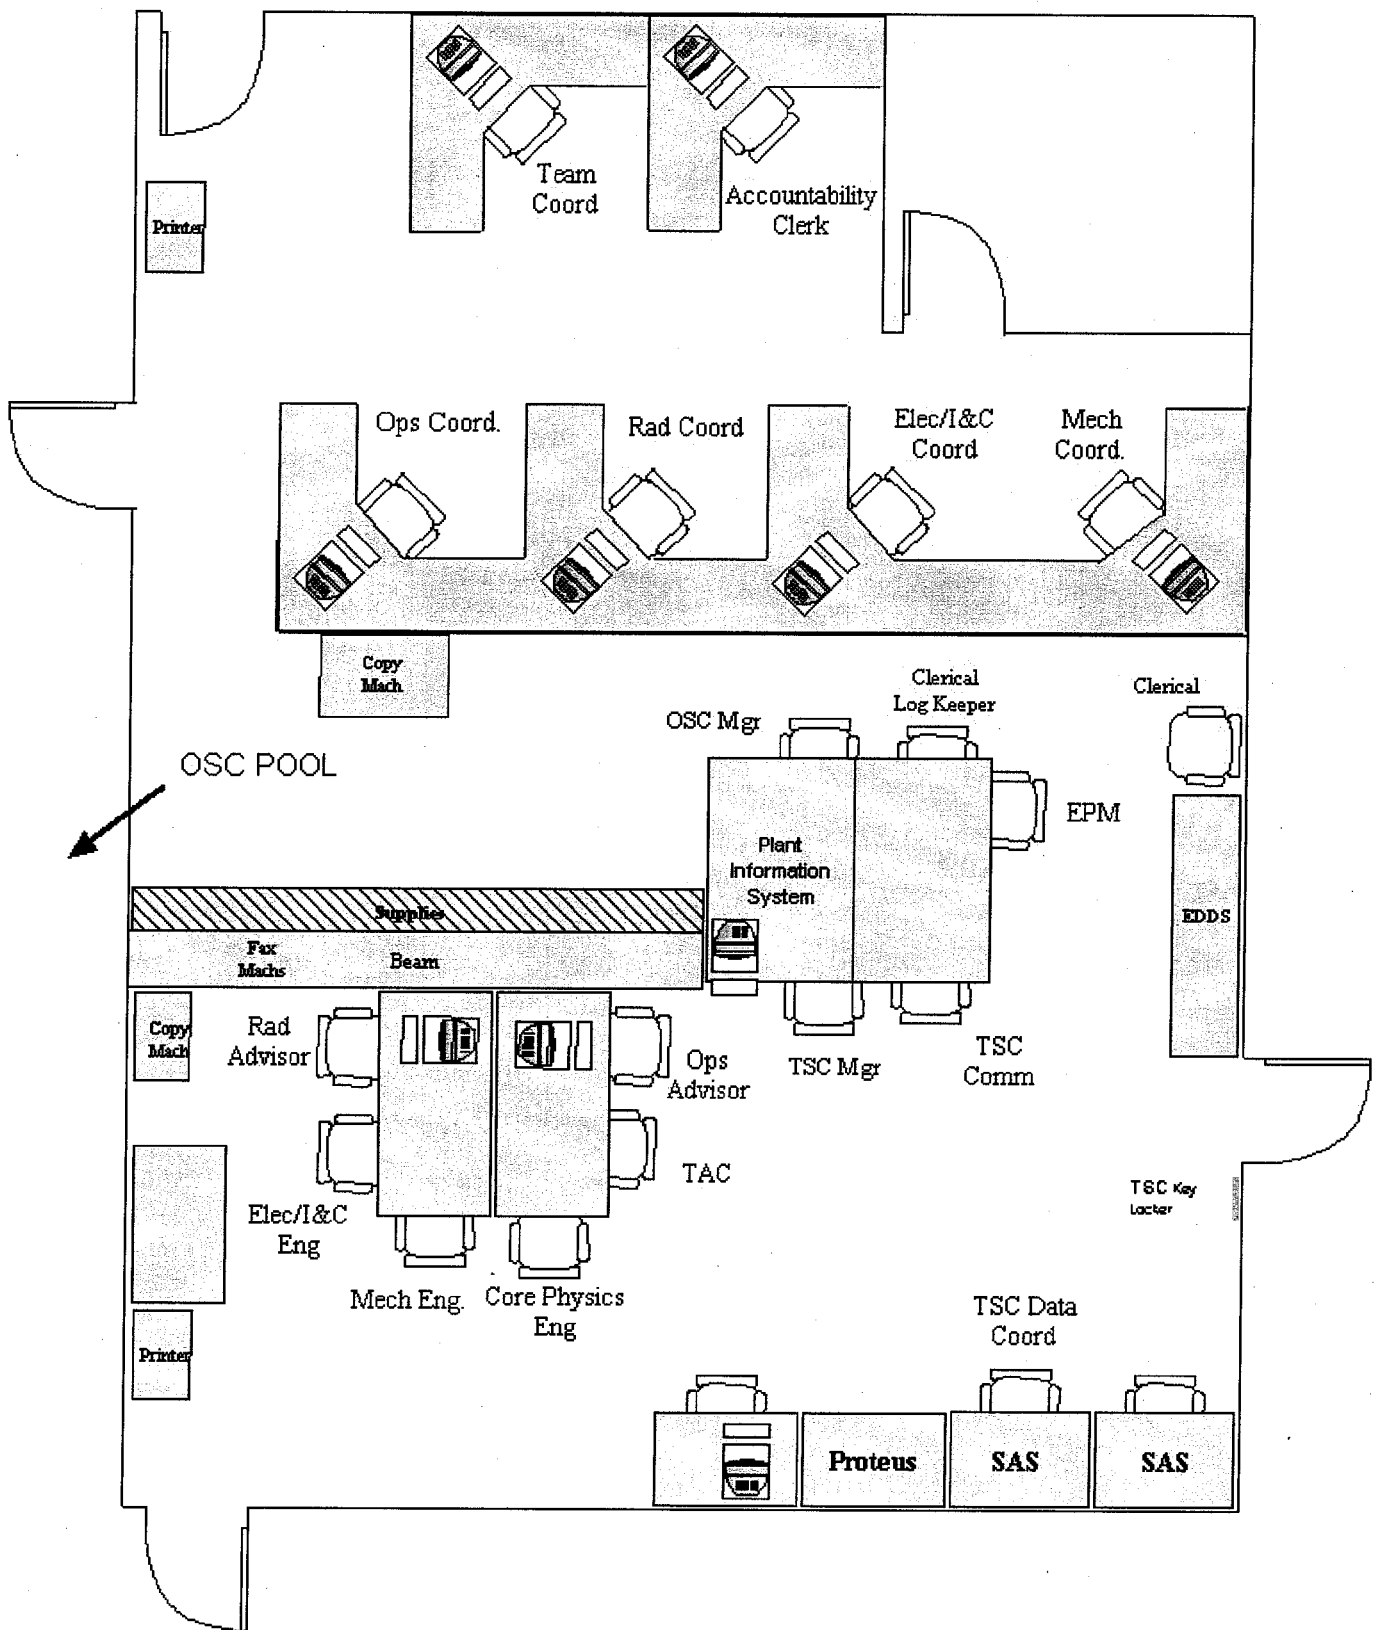 Team
Coord
Accountability
Clerk
Printer
Ops Coord.
Rad Coord
Elec/I&C
Coord
Mech
Coord.
Copy
Mach
OSC Mgr
Clerical
Log Keeper
Clerical
OSC POOL
EPM
Plant
Information
System
Supplies
EDDS
Fax
Machs
Beam
Copy
Mach
Rad
Advisor
Ops
Advisor
TSC Mgr
TSC
Comm
TAC
TSC Key
Locker
Elec/I&C
Eng
Mech Eng.
Core Physics
Eng
TSC Data
Coord
Printer
Proteus
SAS
SAS